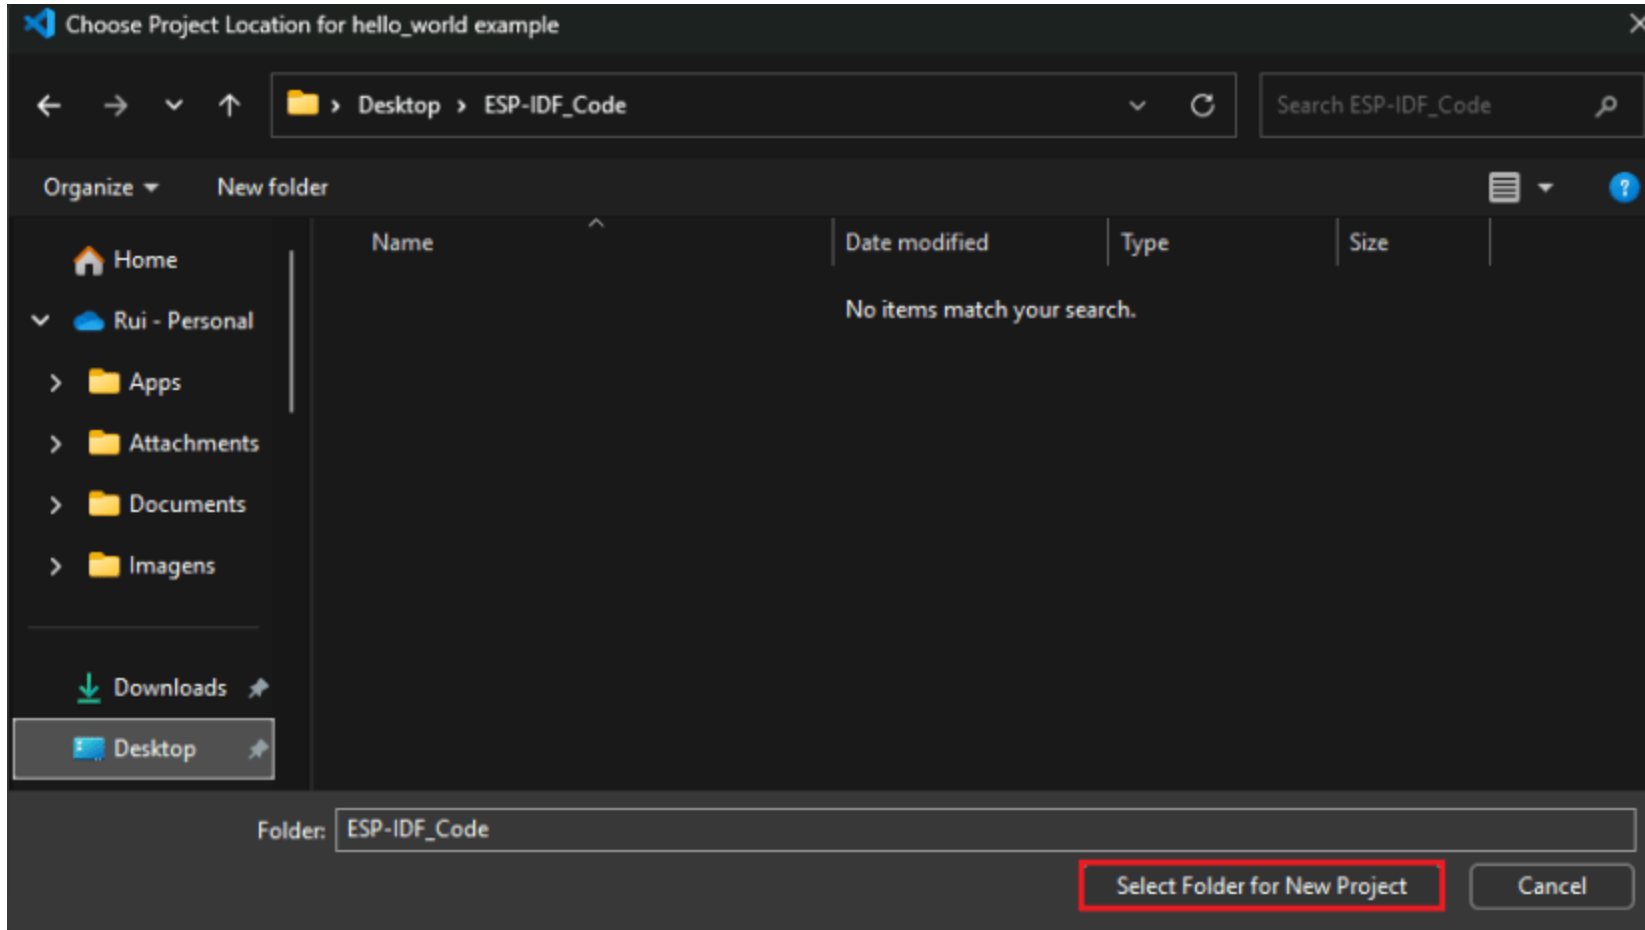 Choose Project Location for hello_world example
Desktop > ESP-IDF_Code
Search ESP-IDF_Code
Organize
New folder
Name
Date modified
Type
Size
No items match your search.
Home
Rui - Personal
Apps
Attachments
Documents
Imagens
Downloads
Desktop
Folder: ESP-IDF_Code
Select Folder for New Project
Cancel